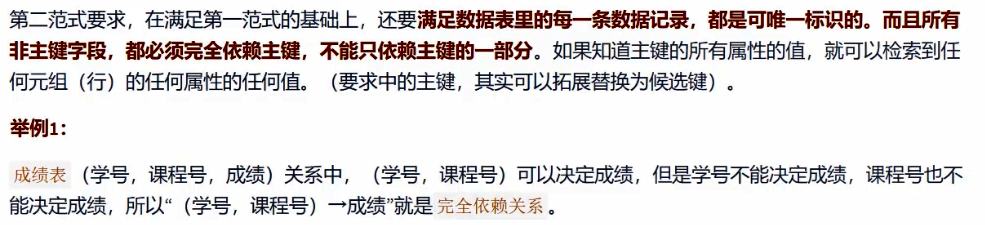 第二范式要求，在满足第一范式的基础上，还要满足数据表里的每一条数据记录，都是可唯一标识的。而且所有
非主键字段，都必须完全依赖主键，不能只依赖主键的一部分。如果知道主键的所有属性的值，就可以检索到任
何元组（行）的任何属性的任何值。（要求中的主键，其实可以拓展替换为候选键）。
举例1：
成绩表（学号，课程号，成绩）关系中，（学号，课程号）可以决定成绩，但是学号不能决定成绩，课程号也不
能决定成绩，所以“（学号，课程号）→成绩”就是完全依赖关系。